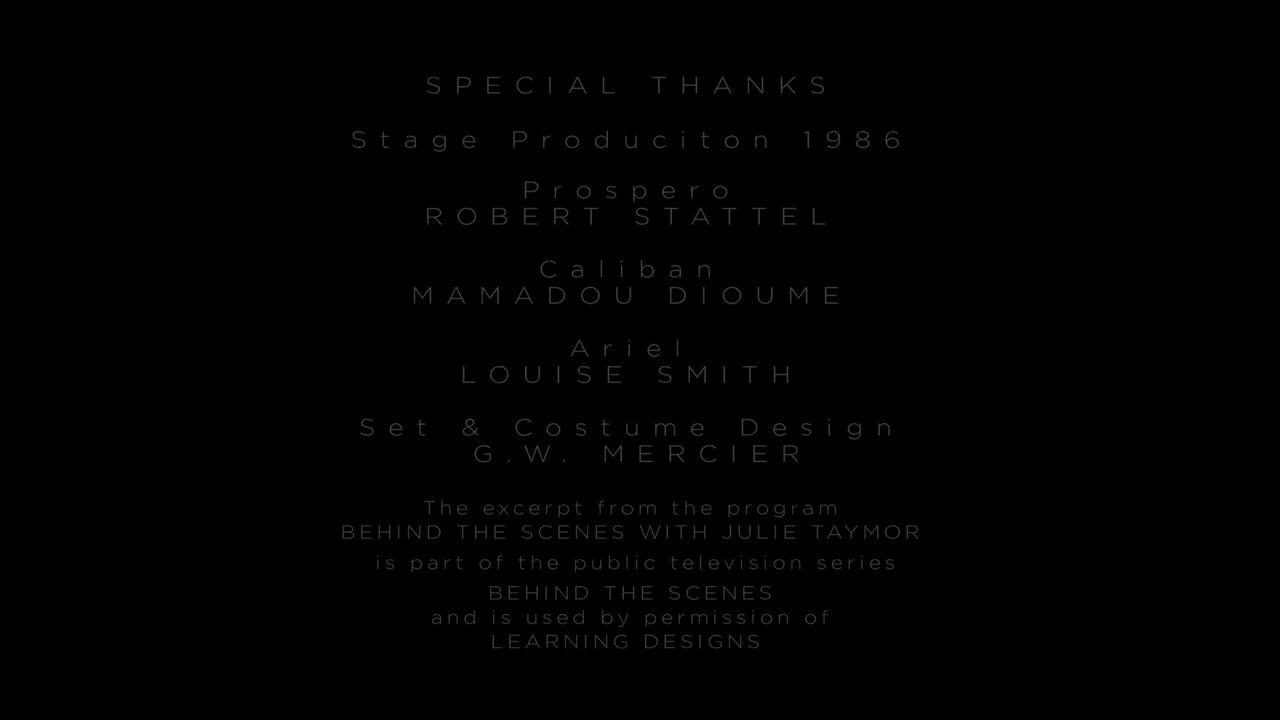 SPECIAL THANKS
Stage Produciton 1986
Prospero
ROBERT STATTEL
Caliban
MAMADOU DIOUME
Ariel
LOUISE SMITH
Set & Costume Design
G.W. MERCIER
The excerpt from the program
BEHIND THE SCENES WITH JULIE TAYMOR
is part of the public television series
BEHIND THE SCENES
and is used by permission of
LEARNING DESIGNS